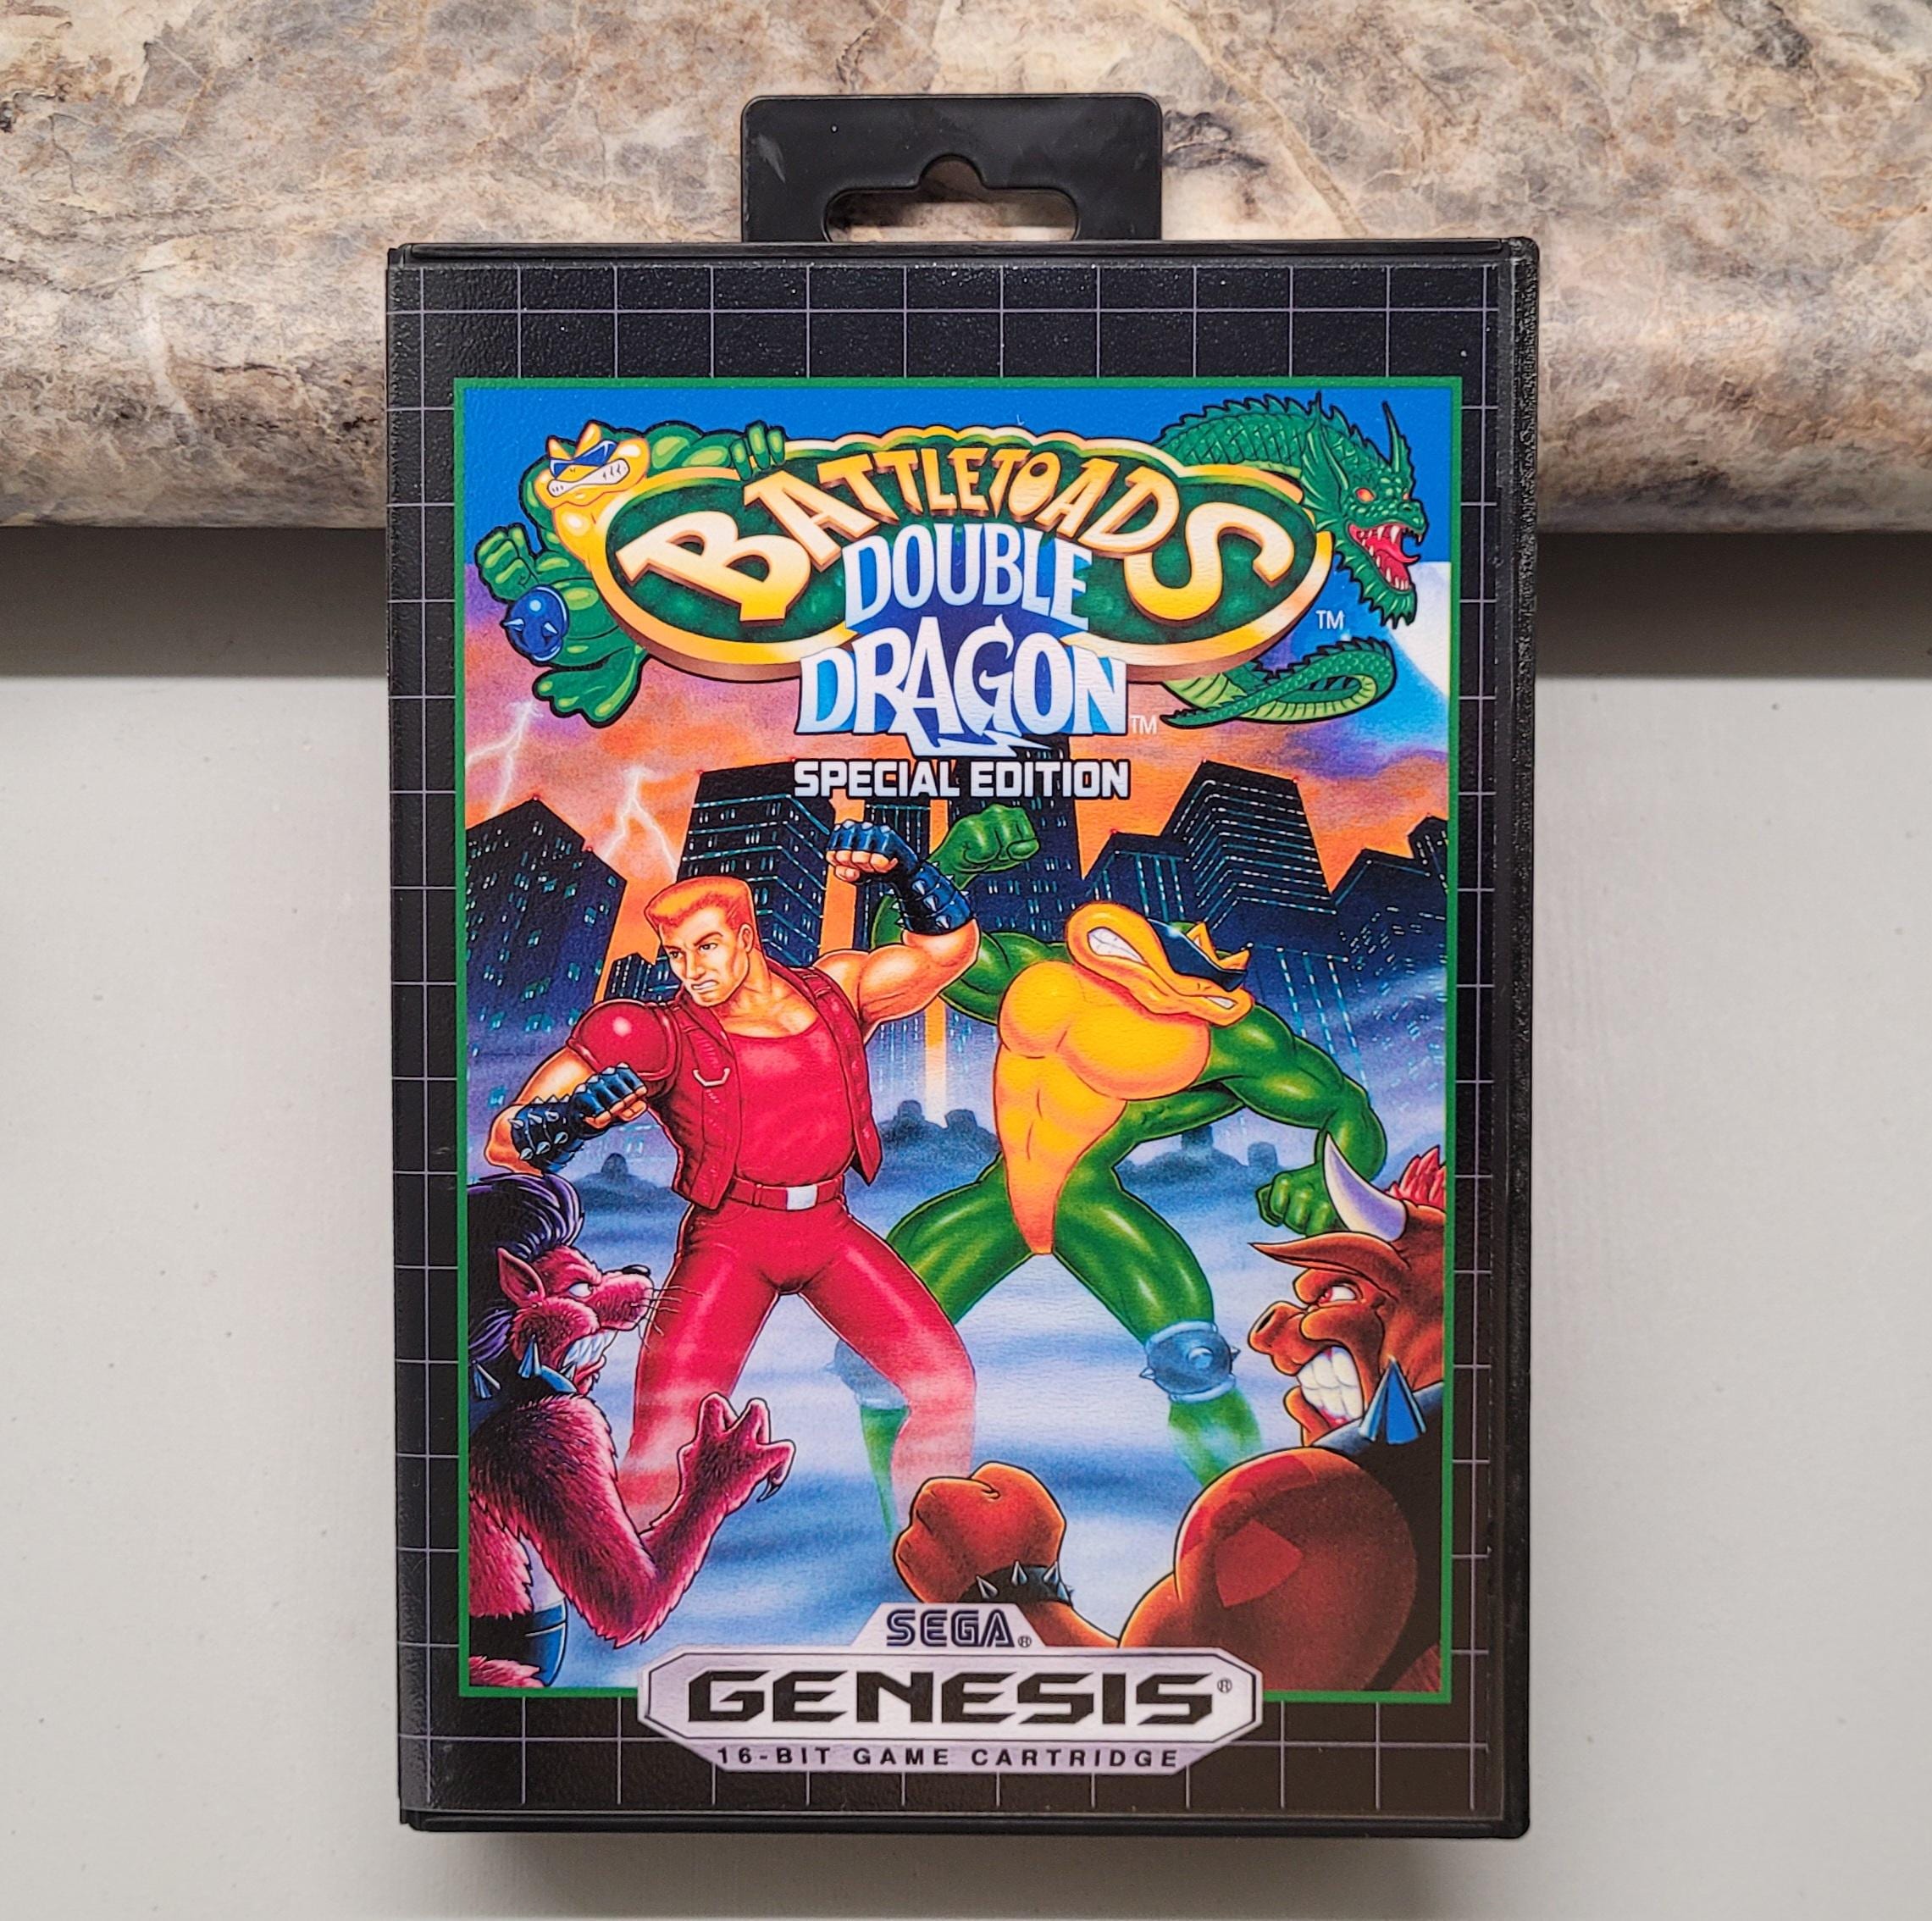 BATTLETOADS
DOUBLE
TM
DRAGON TM
SPECIAL EDITION
SEGA®
GENESIS®
16-BIT GAME CARTRIDGE